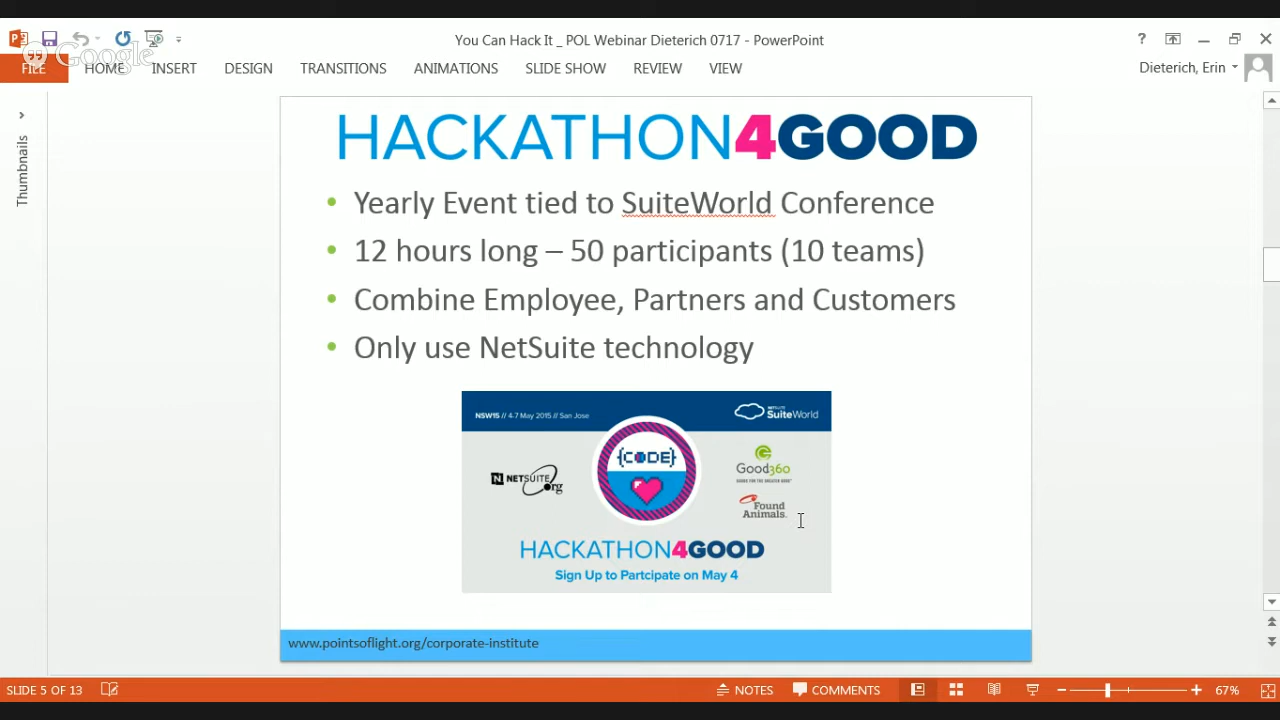 You Can Hack It _ POL Webinar Dieterich 0717 - PowerPoint
Google
FILE HOME INSERT DESIGN TRANSITIONS ANIMATIONS SLIDE SHOW REVIEW VIEW
Dieterich, Erin
Thumbnails
HACKATHON4GOOD
• Yearly Event tied to SuiteWorld Conference
• 12 hours long – 50 participants (10 teams)
• Combine Employee, Partners and Customers
• Only use NetSuite technology
NSW15 // 4-7 May 2015 // San Jose
NETSUITE
SuiteWorld
{CODE}
NETSUITE.org
Good360
Found
Animals.
HACKATHON4GOOD
Sign Up to Partcipate on May 4
www.pointsoflight.org/corporate-institute
SLIDE 5 OF 13
NOTES COMMENTS 67%